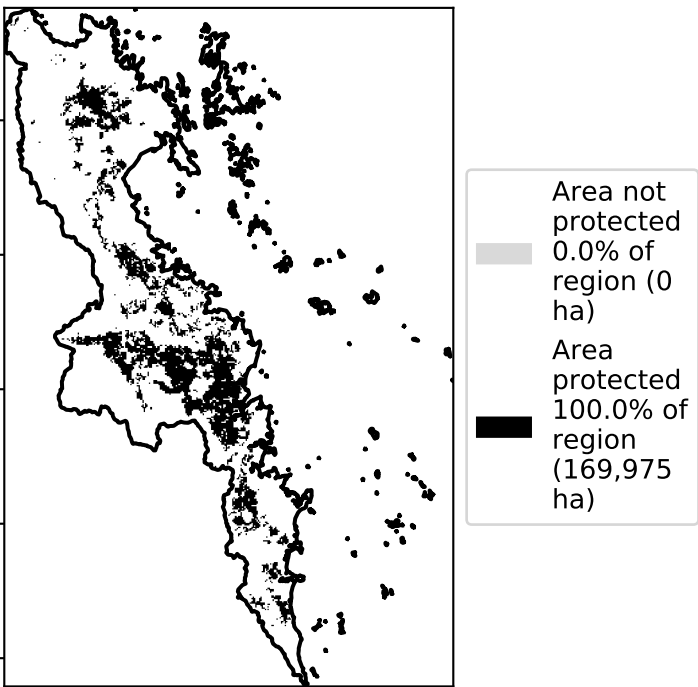 Area not
protected
0.0% of
region (0
ha)
Area
protected
100.0% of
region
(169,975
ha)